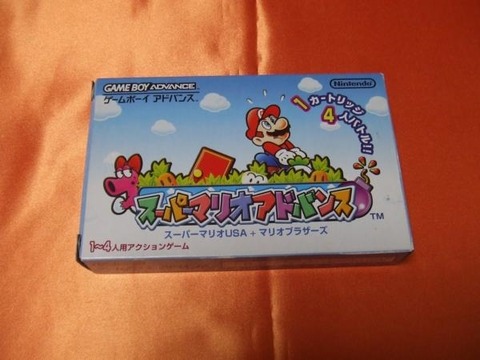 GAME BOY ADVANCE
ゲームボーイ アドバンス
Nintendo
1カートリッジ
4人バトル!!
スーパーマリオアドバンス
TM
スーパーマリオUSA + マリオブラザーズ
1~4人用アクションゲーム